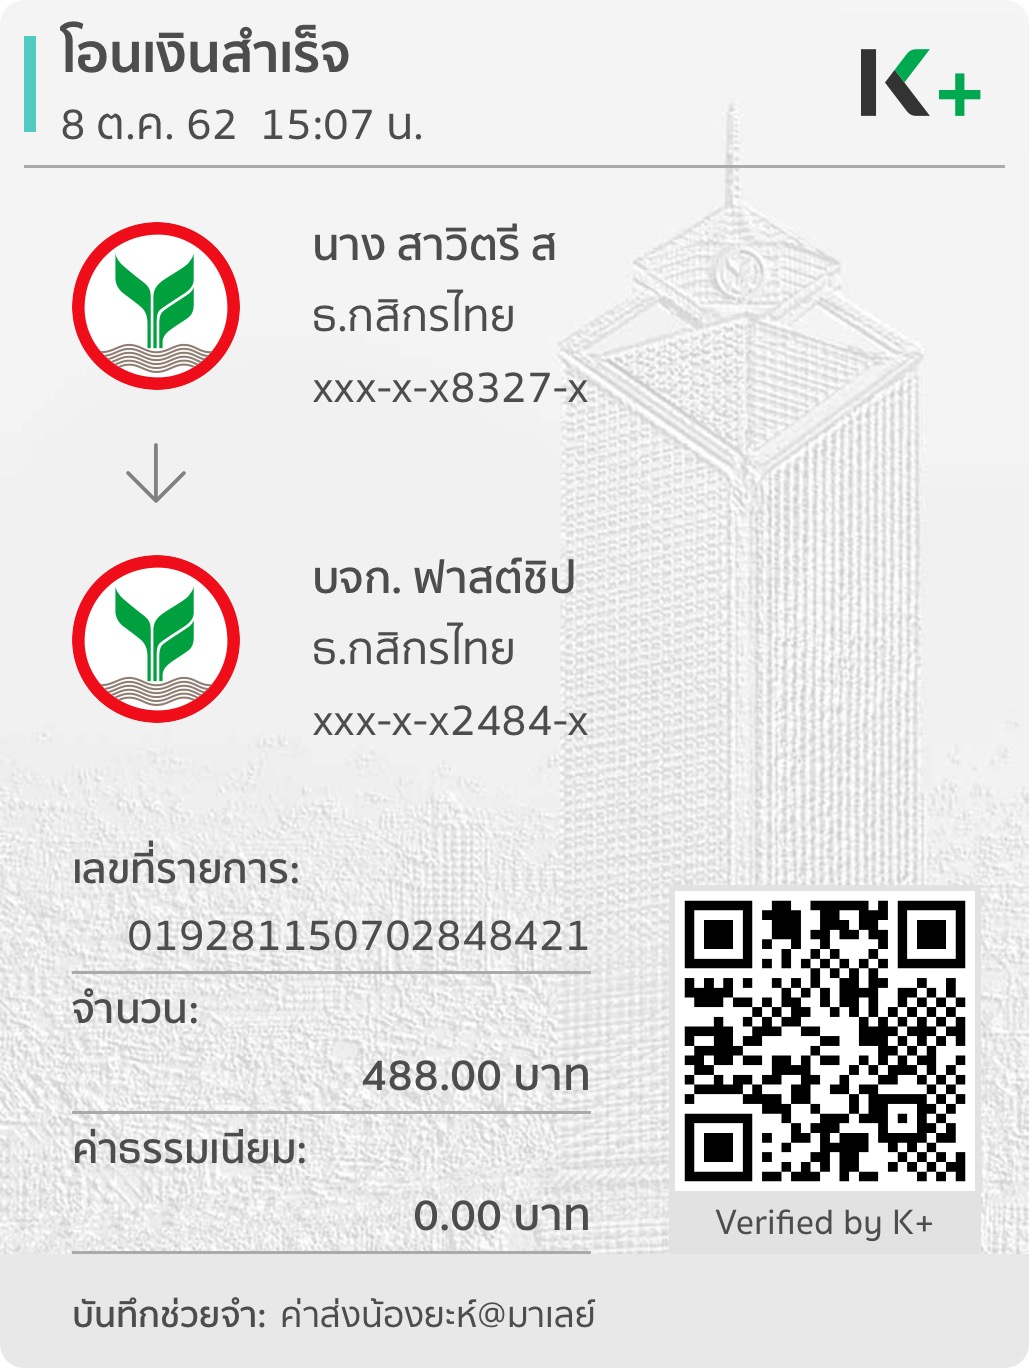 โอนเงินสำเร็จ
8 ต.ค. 62 15:07 น.
K+
นาง สาวิตรี ส
ธ.กสิกรไทย
xxx-x-x8327-x
บจก. ฟาสต์ชิป
ธ.กสิกรไทย
xxx-x-x2484-x
เลขที่รายการ:
019281150702848421
จำนวน:
488.00 บาท
ค่าธรรมเนียม:
0.00 บาท
Verified by K+
บันทึกช่วยจำ: ค่าส่งน้องยะห์@มาเลย์